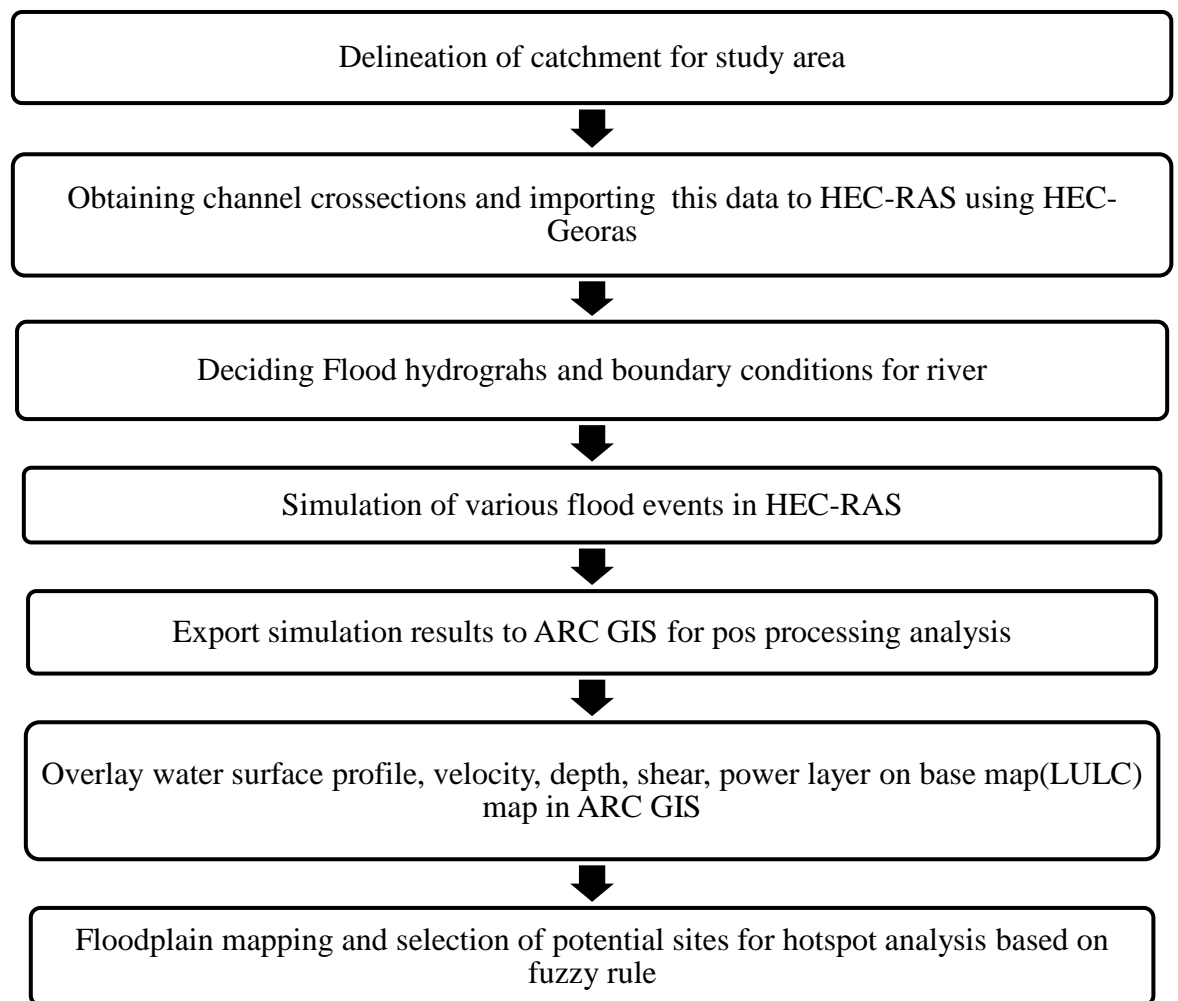 Delineation of catchment for study area
Obtaining channel crossections and importing  this data to HEC-RAS using HEC-
Georas
Deciding Flood hydrograhs and boundary conditions for river
Simulation of various flood events in HEC-RAS
Export simulation results to ARC GIS for pos processing analysis
Overlay water surface profile, velocity, depth, shear, power layer on base map(LULC)
map in ARC GIS
Floodplain mapping and selection of potential sites for hotspot analysis based on
fuzzy rule